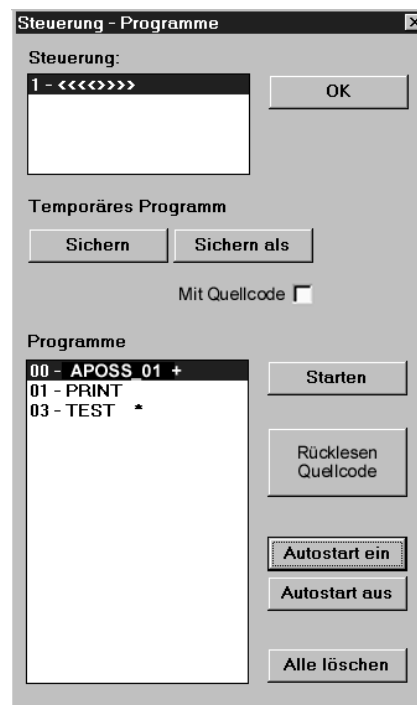 Steuerung - Programme
Steuerung:
1 - <<<<>>>>
OK
Temporäres Programm
Sichern
Sichern als
Mit Quellcode
Programme
00 - APOSS_01 +
01 - PRINT
03 - TEST *
Starten
Rücklesen
Quellcode
Autostart ein
Autostart aus
Alle löschen